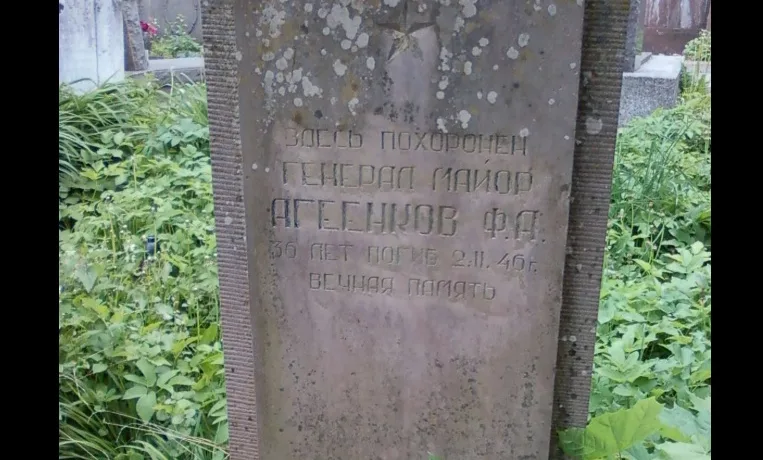 ЗДЕСЬ ПОХОРОНЕН
ГЕНЕРАЛ МАЙОР
АГЕЕНКОВ Ф.А.
36 ЛЕТ ПОГИБ 2.II.46г.
ВЕЧНАЯ ПАМЯТЬ